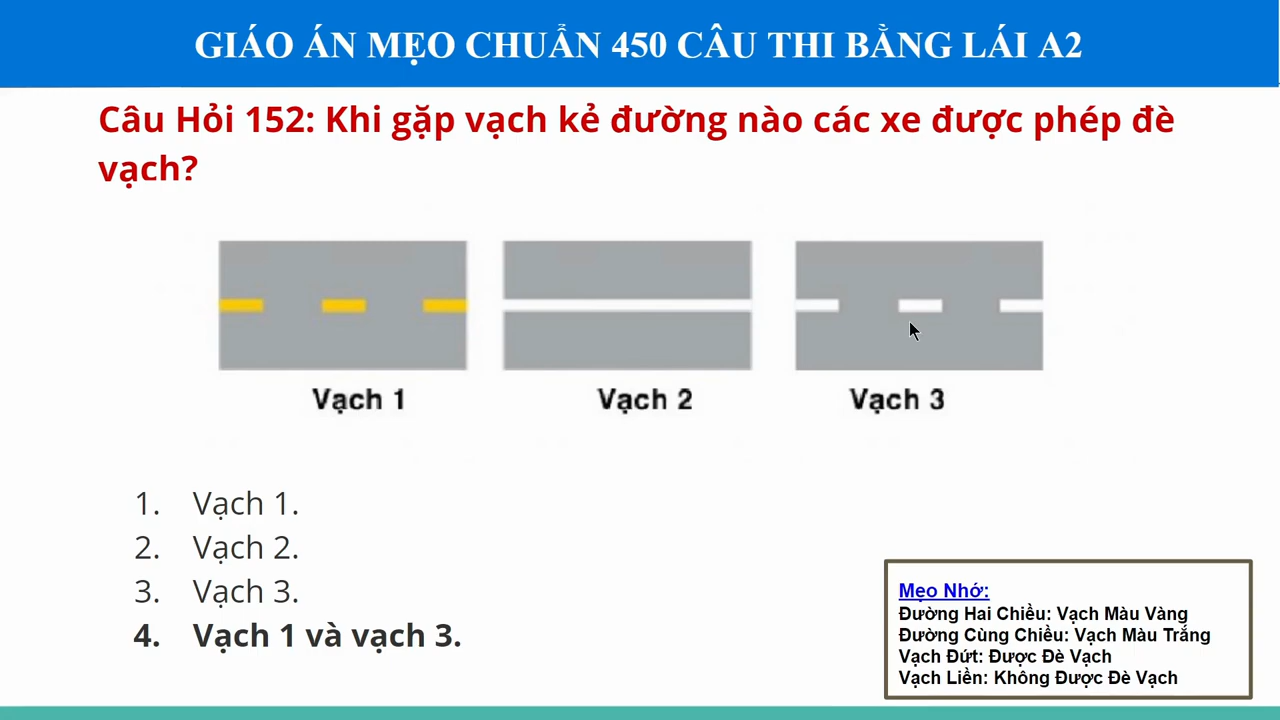 GIÁO ÁN MẸO CHUẨN 450 CÂU THI BẰNG LÁI A2
Câu Hỏi 152: Khi gặp vạch kẻ đường nào các xe được phép đè
vạch?
Vạch 1
Vạch 2
Vạch 3
1. Vạch 1.
2. Vạch 2.
3. Vạch 3.
4. Vạch 1 và vạch 3.
Mẹo Nhớ:
Đường Hai Chiều: Vạch Màu Vàng
Đường Cùng Chiều: Vạch Màu Trắng
Vạch Đứt: Được Đè Vạch
Vạch Liền: Không Được Đè Vạch